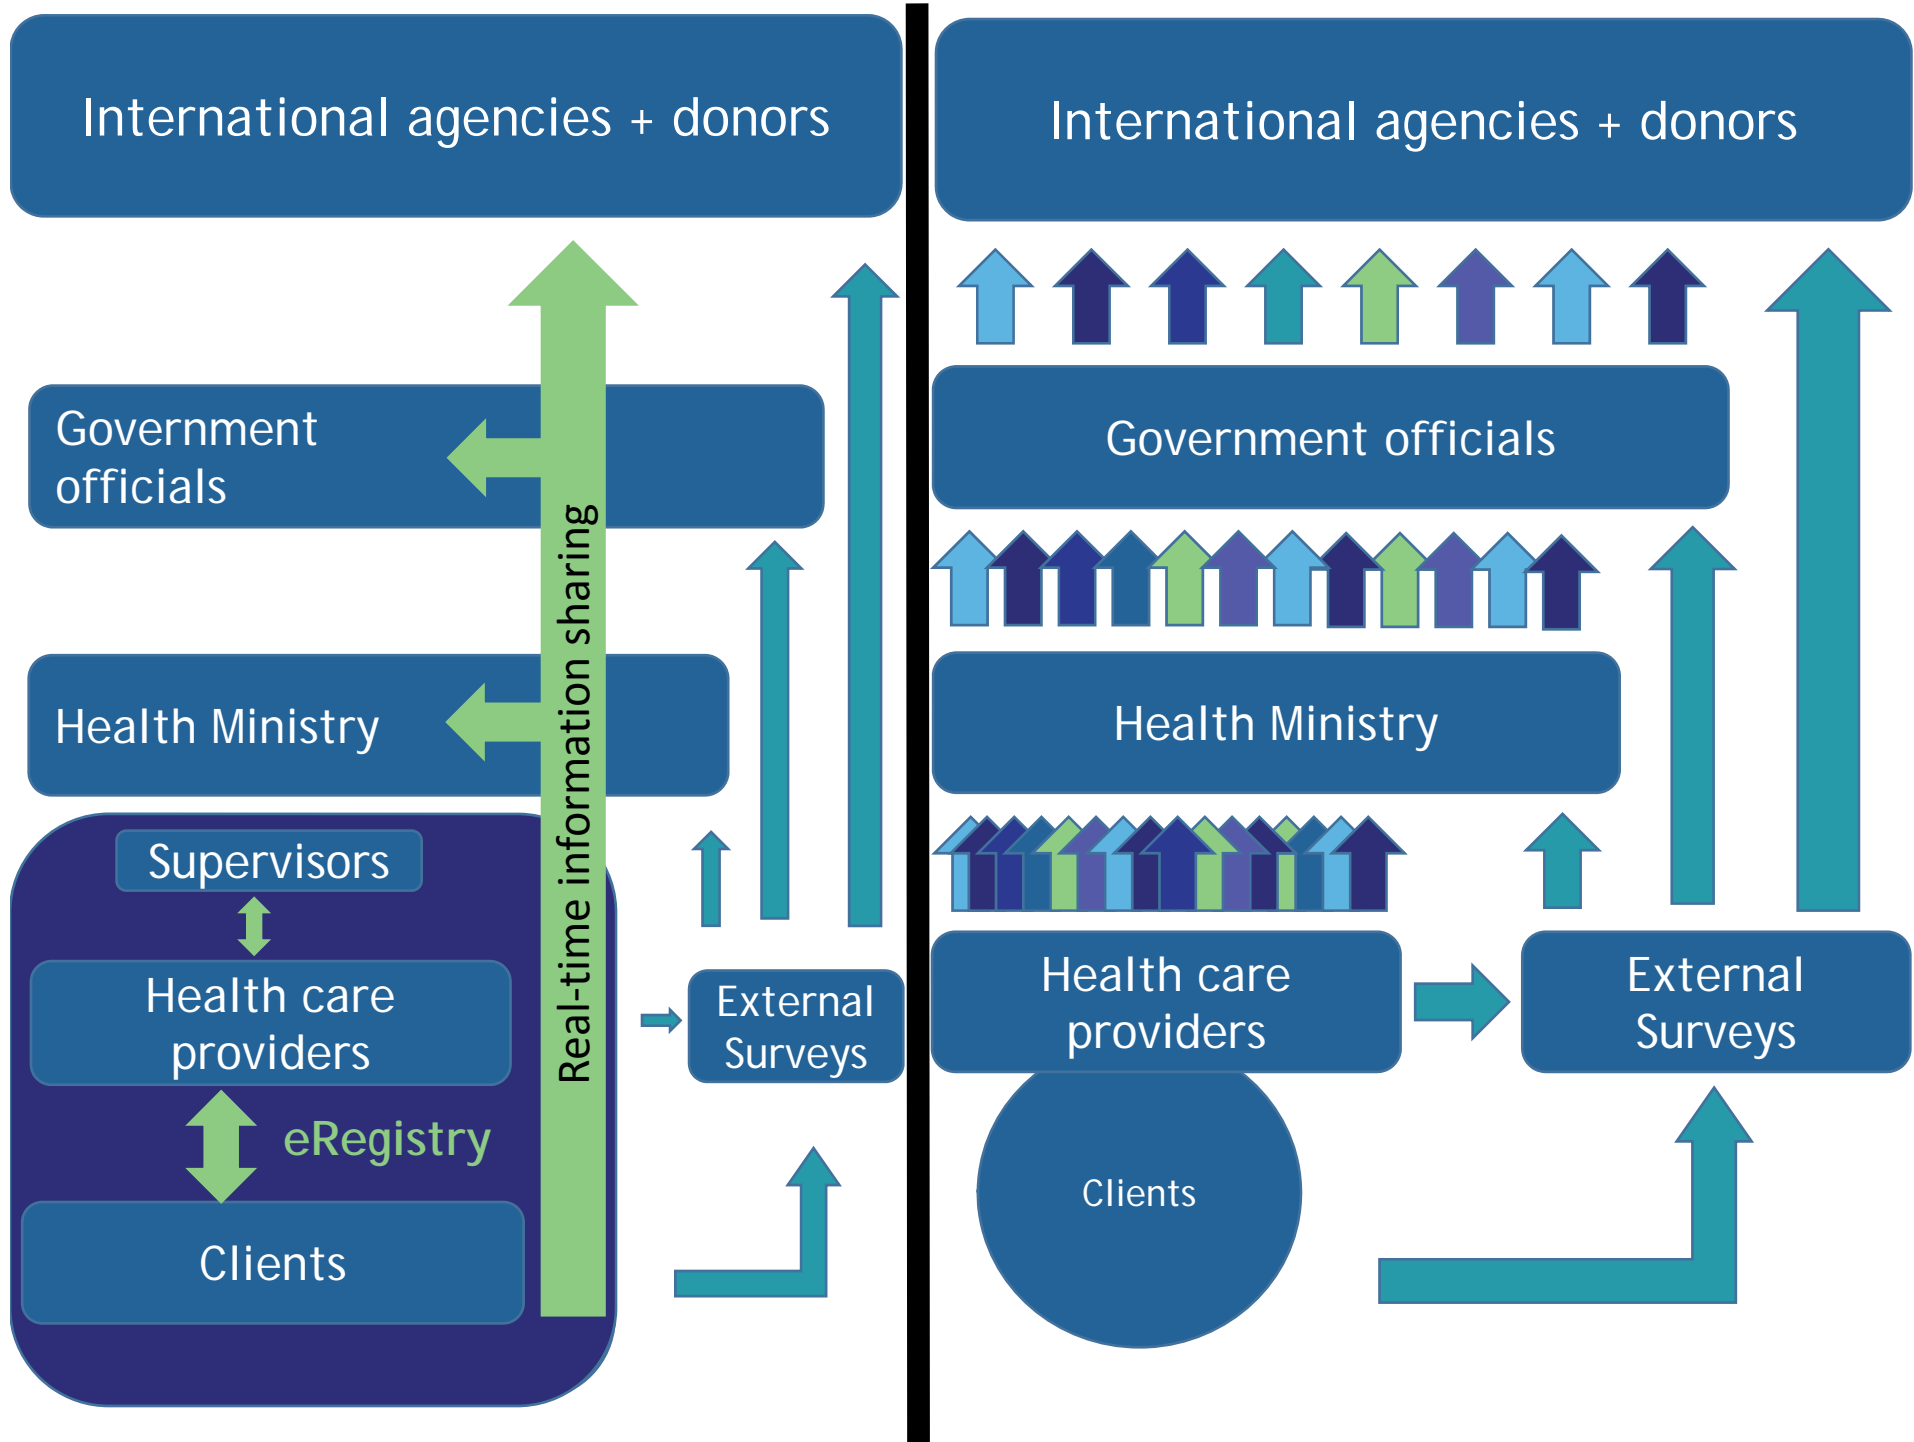 International agencies + donors
Government
officials
Health Ministry
Real-time information sharing
Supervisors
Health care
providers
eRegistry
Clients
External
Surveys
International agencies + donors
Government officials
Health Ministry
Health care
providers
External
Surveys
Clients